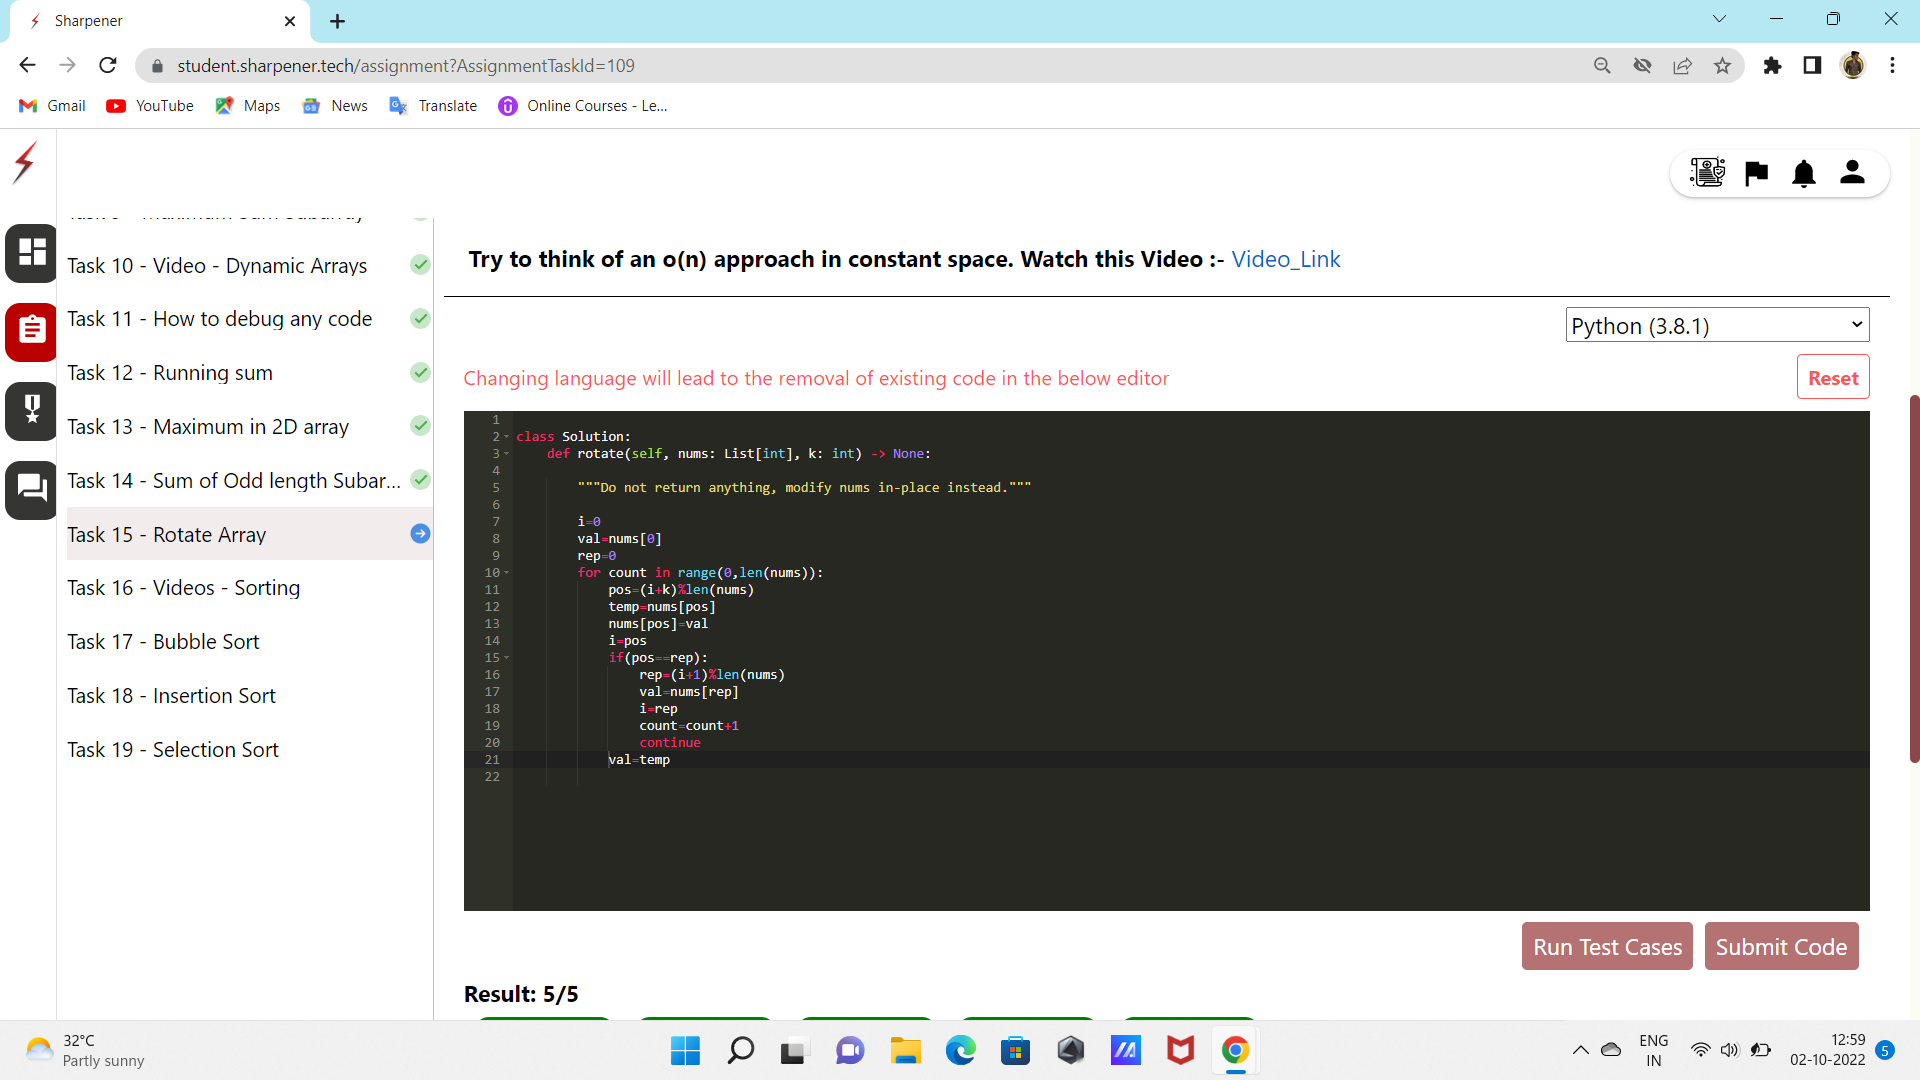 Sharpener
student.sharpener.tech/assignment?AssignmentTaskId=109
Gmail YouTube Maps News Translate Online Courses - Le...
Task 10 - Video - Dynamic Arrays
Task 11 - How to debug any code
Task 12 - Running sum
Task 13 - Maximum in 2D array
Task 14 - Sum of Odd length Subar...
Task 15 - Rotate Array
Task 16 - Videos - Sorting
Task 17 - Bubble Sort
Task 18 - Insertion Sort
Task 19 - Selection Sort
Try to think of an o(n) approach in constant space. Watch this Video :- Video_Link
Python (3.8.1)
Changing language will lead to the removal of existing code in the below editor
Reset
1
2 class Solution:
3 def rotate(self, nums: List[int], k: int) -> None:
4
5 """Do not return anything, modify nums in-place instead."""
6
7 i=0
8 val=nums[0]
9 rep=0
10 for count in range(0,len(nums)):
11 pos=(i+k)%len(nums)
12 temp=nums[pos]
13 nums[pos]=val
14 i=pos
15 if(pos==rep):
16 rep=(i+1)%len(nums)
17 val=nums[rep]
18 i=rep
19 count=count+1
20 continue
21 val=temp
22
Run Test Cases
Submit Code
Result: 5/5
32°C
Partly sunny
ENG
IN
12:59
02-10-2022
5